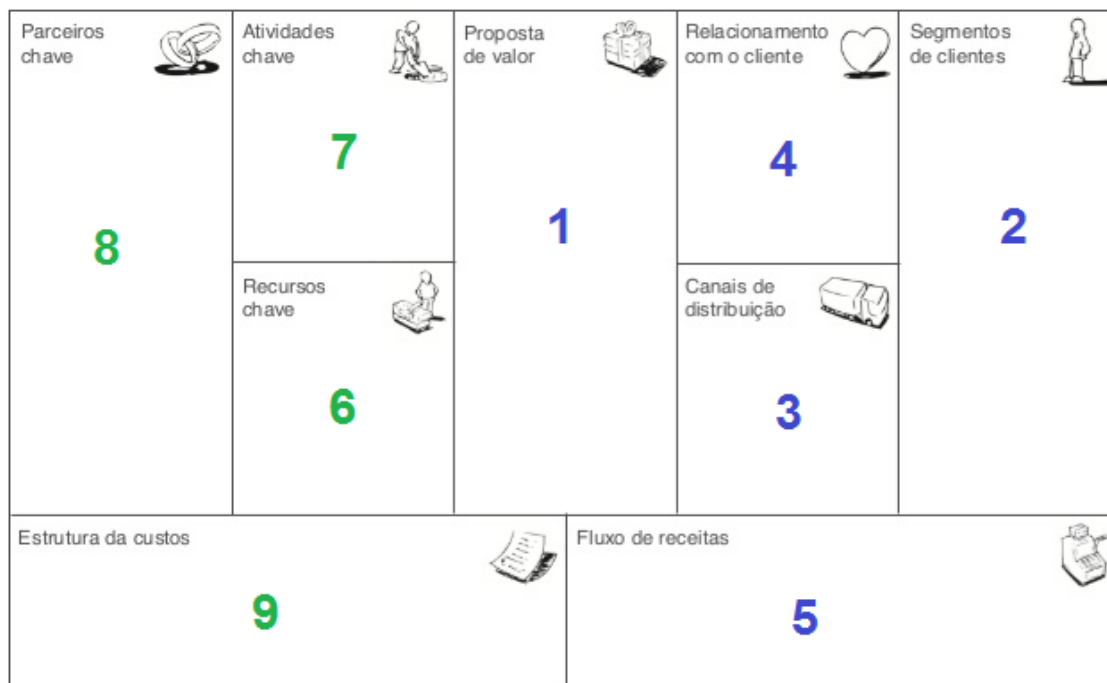 Parceiros
chave
8
Atividades
chave
7
Recursos
chave
6
Proposta
de valor
1
Relacionamento
com o cliente
4
Canais de
distribuição
3
Segmentos
de clientes
2
Estrutura da custos
9
Fluxo de receitas
5